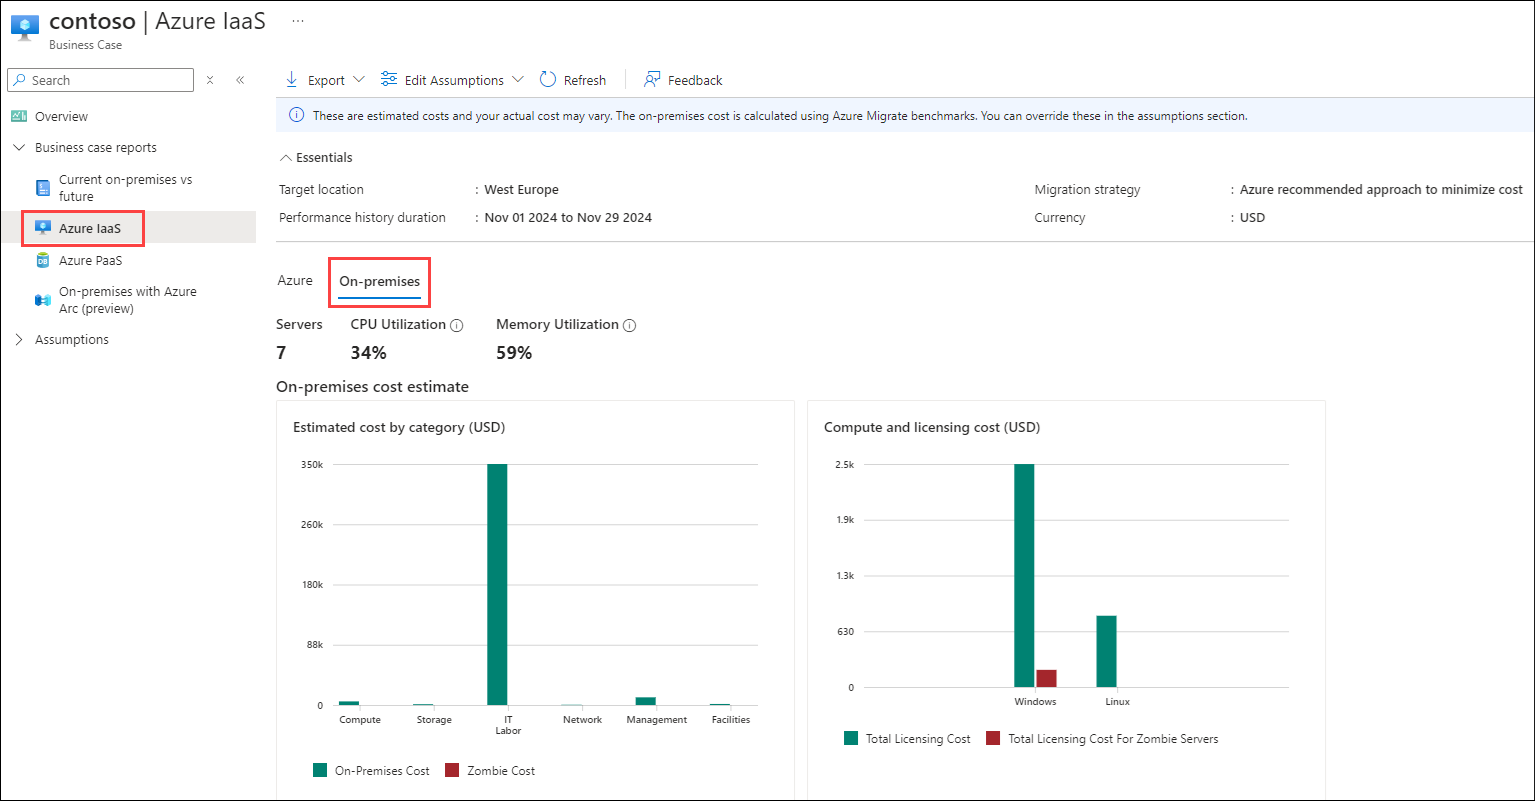 contoso | Azure IaaS ...
Business Case
Search
Export Edit Assumptions Refresh Feedback
These are estimated costs and your actual cost may vary. The on-premises cost is calculated using Azure Migrate benchmarks. You can override these in the assumptions section.
Overview
Business case reports
Current on-premises vs
future
Azure IaaS
Azure PaaS
On-premises with Azure
Arc (preview)
Assumptions
Essentials
Target location : West Europe
Migration strategy : Azure recommended approach to minimize cost
Performance history duration : Nov 01 2024 to Nov 29 2024
Currency : USD
Azure On-premises
Servers CPU Utilization Memory Utilization
7 34% 59%
On-premises cost estimate
Estimated cost by category (USD)
350k
260k
180k
88k
0
Compute Storage IT Network Management Facilities
Labor
On-Premises Cost Zombie Cost
Compute and licensing cost (USD)
2.5k
1.9k
1.3k
630
0
Windows Linux
Total Licensing Cost Total Licensing Cost For Zombie Servers